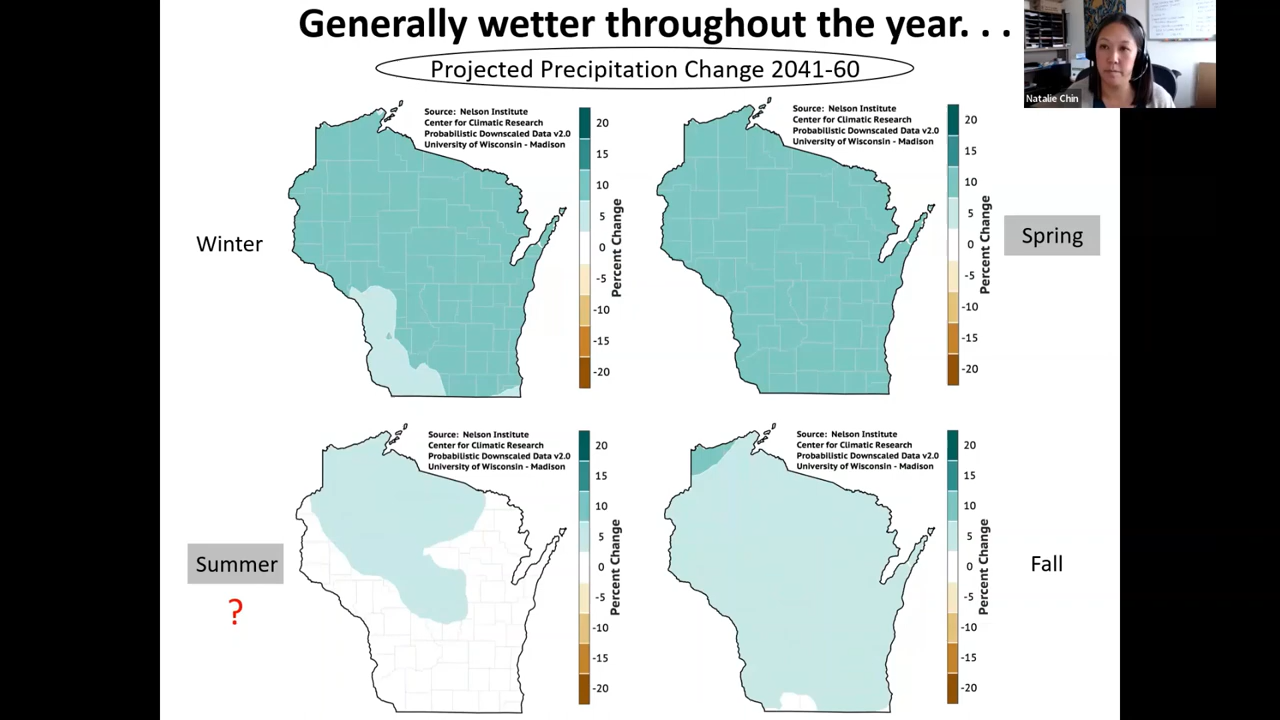 Generally wetter throughout the year. . .
Projected Precipitation Change 2041-60
Natalie Chin
Winter
Source: Nelson Institute
Center for Climatic Research
Probabilistic Downscaled Data v2.0
University of Wisconsin - Madison
20
15
10
5
0
-5
-10
-15
-20
Percent Change
Source: Nelson Institute
Center for Climatic Research
Probabilistic Downscaled Data v2.0
University of Wisconsin - Madison
20
15
10
5
0
-5
-10
-15
-20
Percent Change
Spring
Summer
?
Source: Nelson Institute
Center for Climatic Research
Probabilistic Downscaled Data v2.0
University of Wisconsin - Madison
20
15
10
5
0
-5
-10
-15
-20
Percent Change
Source: Nelson Institute
Center for Climatic Research
Probabilistic Downscaled Data v2.0
University of Wisconsin - Madison
20
15
10
5
0
-5
-10
-15
-20
Percent Change
Fall